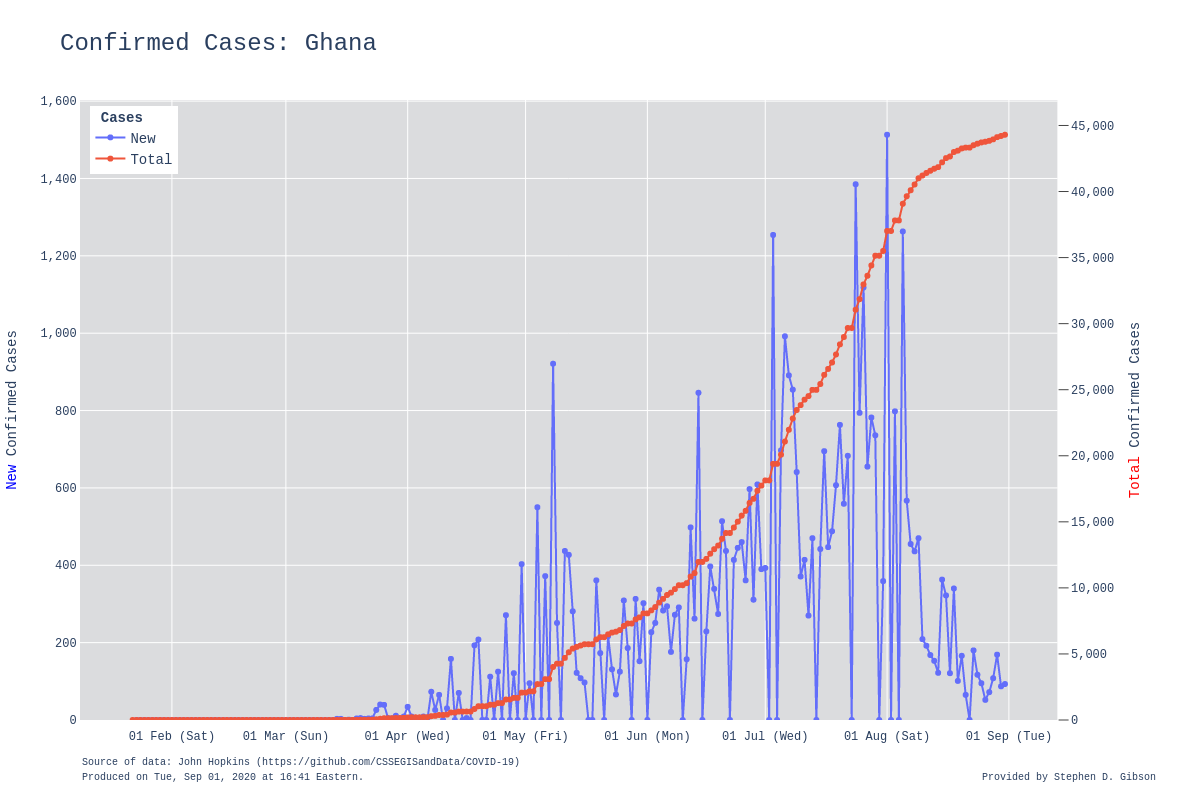 Confirmed Cases: Ghana
Cases
New
Total
1,600
1,400
1,200
1,000
800
600
400
200
0
New Confirmed Cases
45,000
40,000
35,000
30,000
25,000
20,000
15,000
10,000
5,000
0
Total Confirmed Cases
01 Feb (Sat) 01 Mar (Sun) 01 Apr (Wed) 01 May (Fri) 01 Jun (Mon) 01 Jul (Wed) 01 Aug (Sat) 01 Sep (Tue)
Source of data: John Hopkins (https://github.com/CSSEGISandData/COVID-19)
Produced on Tue, Sep 01, 2020 at 16:41 Eastern.
Provided by Stephen D. Gibson